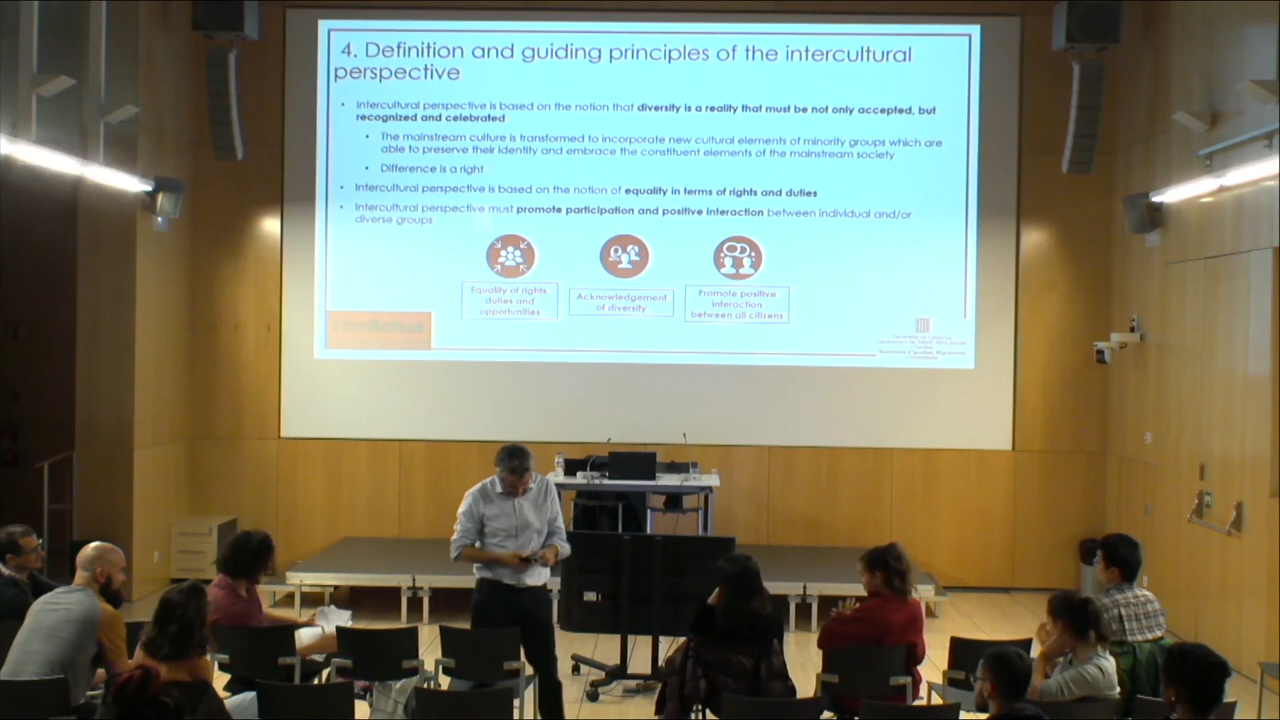 4. Definition and guiding principles of the intercultural
perspective
• Intercultural perspective is based on the notion that diversity is a reality that must be not only accepted, but
recognized and celebrated
• The mainstream culture is transformed to incorporate new cultural elements of minority groups which are
able to preserve their identity and embrace the constituent elements of the mainstream society
• Difference is a right
• Intercultural perspective is based on the notion of equality in terms of rights and duties
• Intercultural perspective must promote participation and positive interaction between individual and/or
diverse groups
Equality of rights,
duties and
opportunities
Acknowledgement
of diversity
Promote positive
interaction
between all citizens
Generalitat de Catalunya